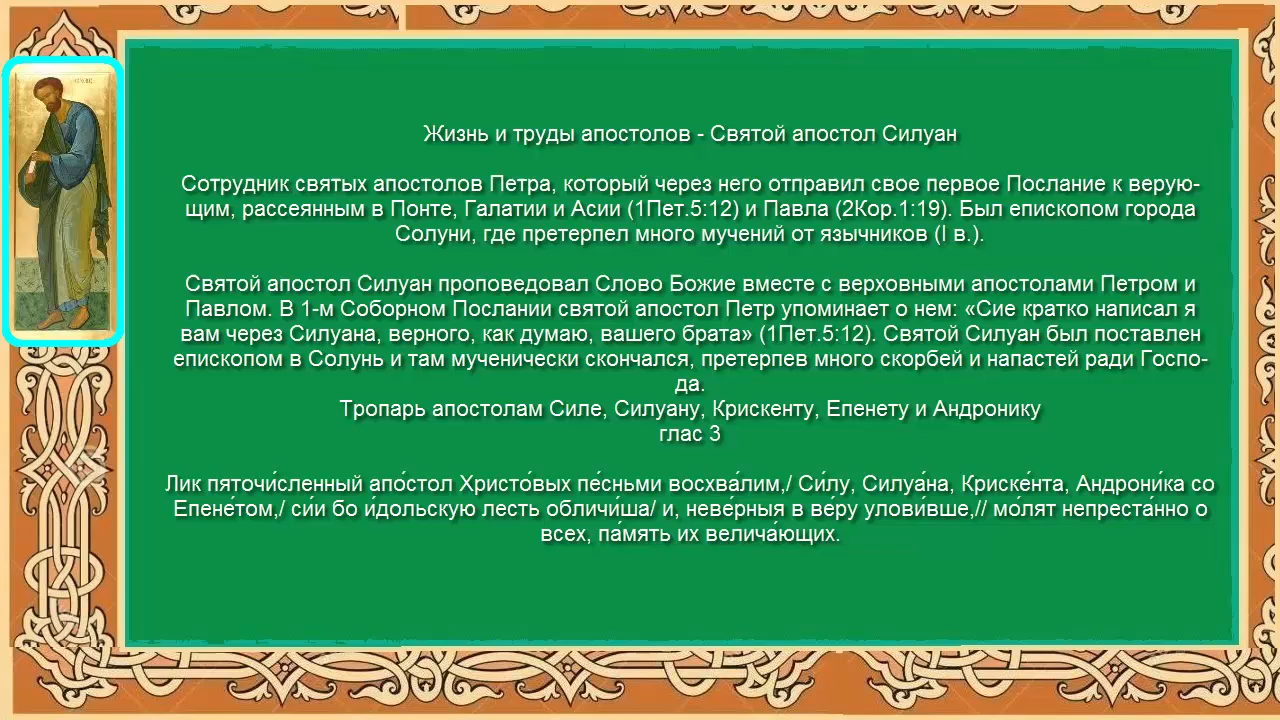 Жизнь и труды апостолов - Святой апостол Силуан
Сотрудник святых апостолов Петра, который через него отправил свое первое Послание к верую-
щим, рассеянным в Понте, Галатии и Асии (1Пет.5:12) и Павла (2Кор.1:19). Был епископом города
Солуни, где претерпел много мучений от язычников (I в.).
Святой апостол Силуан проповедовал Слово Божие вместе с верховными апостолами Петром и
Павлом. В 1-м Соборном Послании святой апостол Петр упоминает о нем: «Сие кратко написал я
вам через Силуана, верного, как думаю, вашего брата» (1Пет.5:12). Святой Силуан был поставлен
епископом в Солунь и там мученически скончался, претерпев много скорбей и напастей ради Госпо-
да.
Тропарь апостолам Силе, Силуану, Крискенту, Епенету и Андронику
глас 3
Лик пяточи́сленный апо́стол Христо́вых пе́сньми восхва́лим,/ Си́лу, Силуа́на, Криске́нта, Андрони́ка со
Епене́том,/ си́и бо и́дольскую лесть обличи́ша/ и, неве́рныя в ве́ру улови́вше,// мо́лят непреста́нно о
всех, па́мять их велича́ющих.